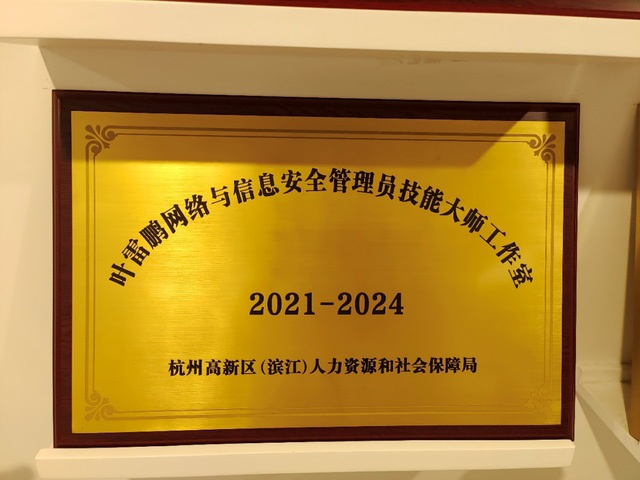 叶雷鹏网络与信息安全管理员技能大师工作室
2021-2024
杭州高新区(滨江)人力资源和社会保障局